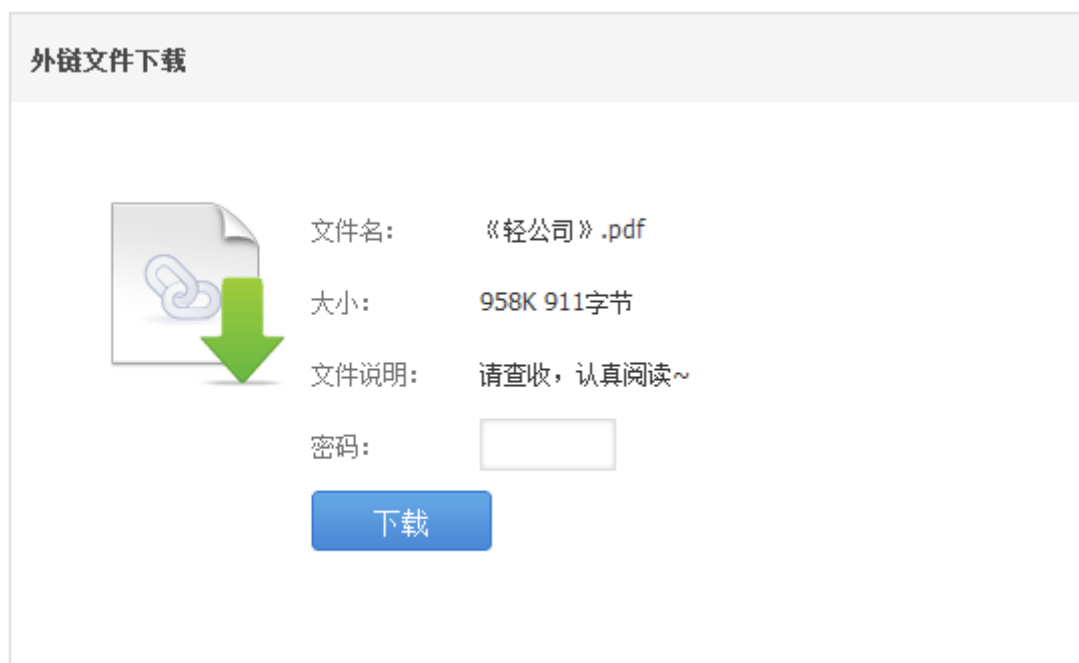 外链文件下载
文件名: 《轻公司》.pdf
大小: 958K 911字节
文件说明: 请查收，认真阅读~
密码:
下载